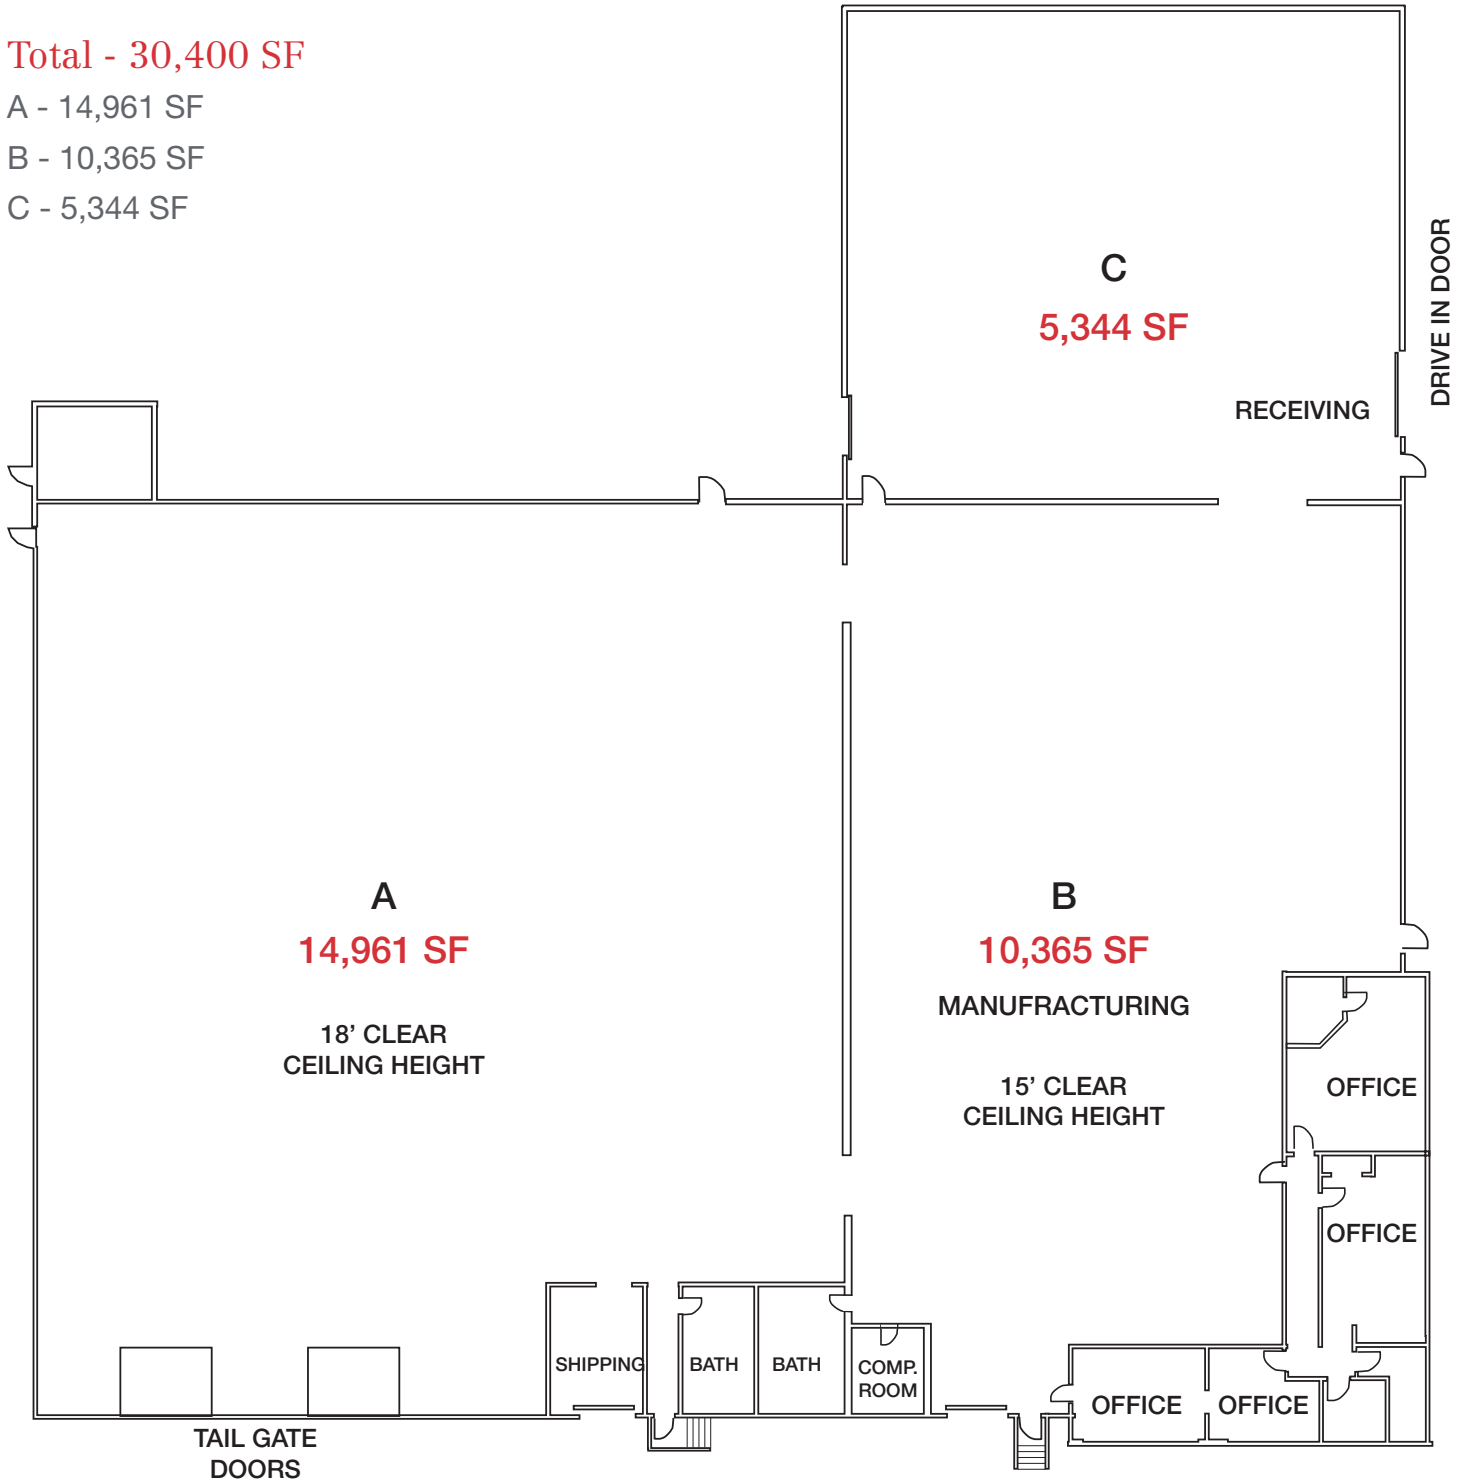 Total - 30,400 SF
A - 14,961 SF
B - 10,365 SF
C - 5,344 SF
C
5,344 SF
RECEIVING
DRIVE IN DOOR
A
14,961 SF
18’ CLEAR
CEILING HEIGHT
B
10,365 SF
MANUFRACTURING
15’ CLEAR
CEILING HEIGHT
OFFICE
OFFICE
SHIPPING
BATH
BATH
COMP.
ROOM
OFFICE
OFFICE
TAIL GATE
DOORS